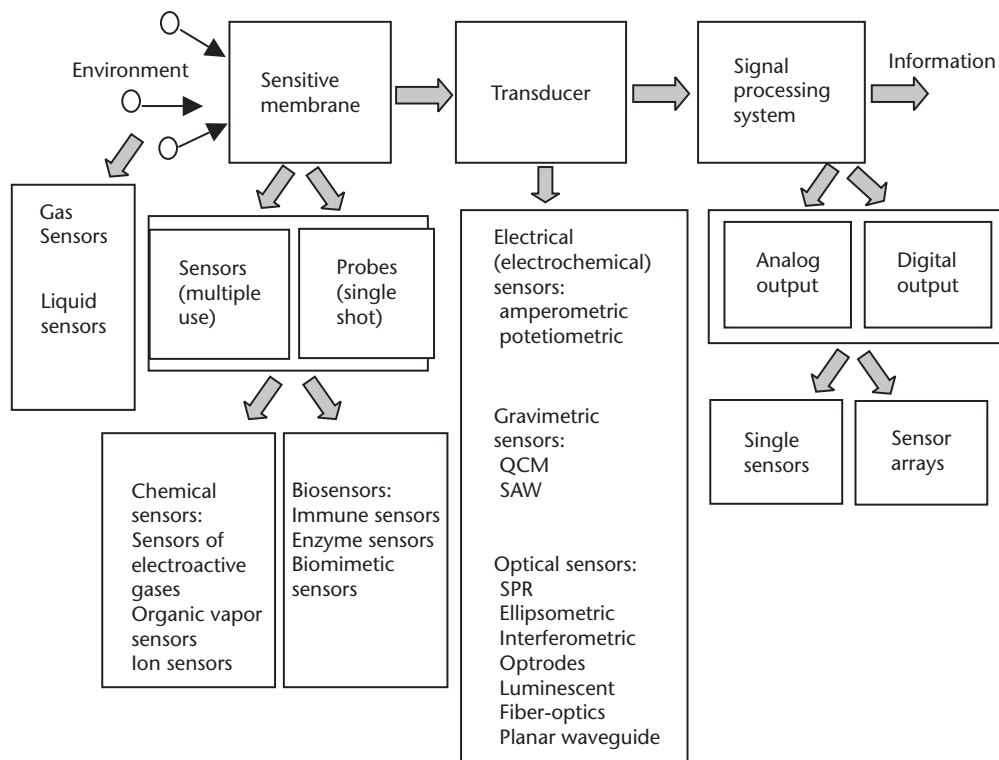 Environment
Sensitive
membrane
Transducer
Signal
processing
system
Information
Gas
Sensors
Liquid
sensors
Sensors
(multiple
use)
Probes
(single
shot)
Electrical
(electrochemical)
sensors:
amperometric
potetiometric
Gravimetric
sensors:
QCM
SAW
Optical sensors:
SPR
Ellipsometric
Interferometric
Optrodes
Luminescent
Fiber-optics
Planar waveguide
Analog
output
Digital
output
Single
sensors
Sensor
arrays
Chemical
sensors:
Sensors of
electroactive
gases
Organic vapor
sensors
Ion sensors
Biosensors:
Immune sensors
Enzyme sensors
Biomimetic
sensors